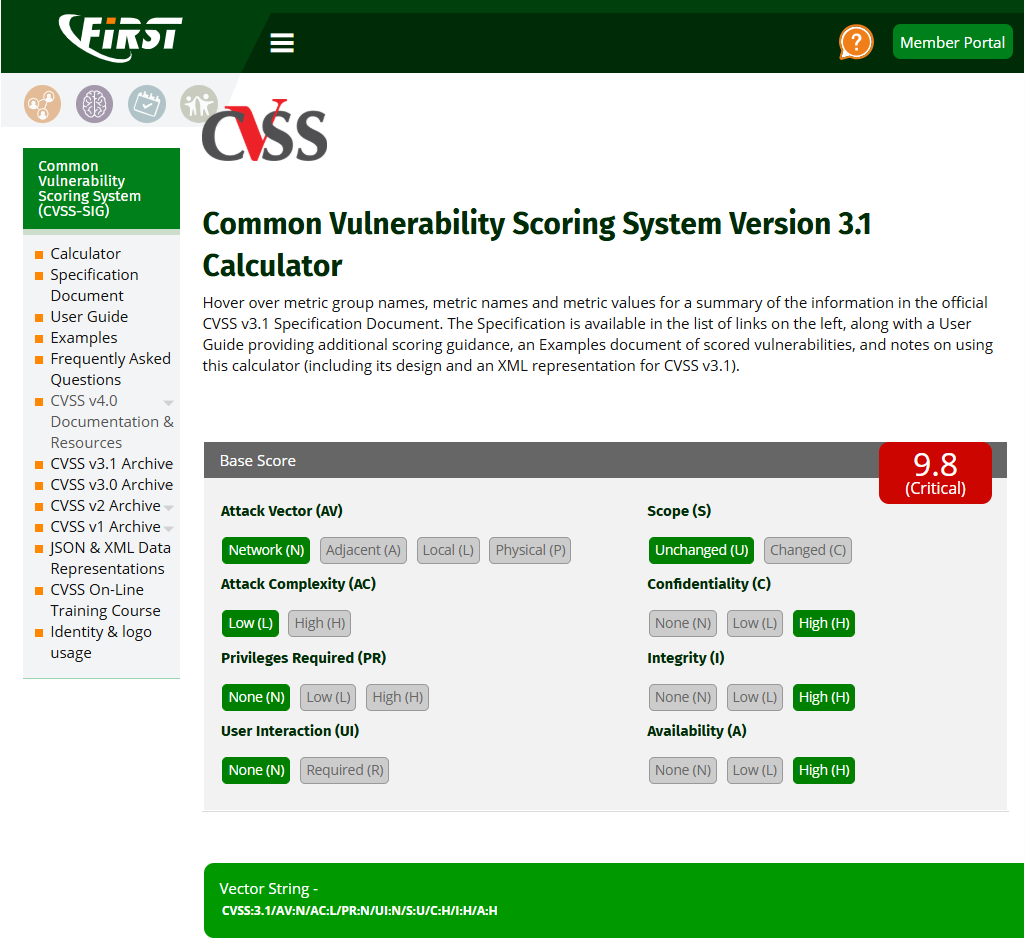 FIRST
Member Portal
CVSS
Common
Vulnerability
Scoring System
(CVSS-SIG)
Calculator
Specification
Document
User Guide
Examples
Frequently Asked
Questions
CVSS v4.0
Documentation &
Resources
CVSS v3.1 Archive
CVSS v3.0 Archive
CVSS v2 Archive
CVSS v1 Archive
JSON & XML Data
Representations
CVSS On-Line
Training Course
Identity & logo
usage
Common Vulnerability Scoring System Version 3.1
Calculator
Hover over metric group names, metric names and metric values for a summary of the information in the official
CVSS v3.1 Specification Document. The Specification is available in the list of links on the left, along with a User
Guide providing additional scoring guidance, an Examples document of scored vulnerabilities, and notes on using
this calculator (including its design and an XML representation for CVSS v3.1).
Base Score
9.8
(Critical)
Attack Vector (AV)
Network (N) Adjacent (A) Local (L) Physical (P)
Attack Complexity (AC)
Low (L) High (H)
Privileges Required (PR)
None (N) Low (L) High (H)
User Interaction (UI)
None (N) Required (R)
Scope (S)
Unchanged (U) Changed (C)
Confidentiality (C)
None (N) Low (L) High (H)
Integrity (I)
None (N) Low (L) High (H)
Availability (A)
None (N) Low (L) High (H)
Vector String -
CVSS:3.1/AV:N/AC:L/PR:N/UI:N/S:U/C:H/I:H/A:H